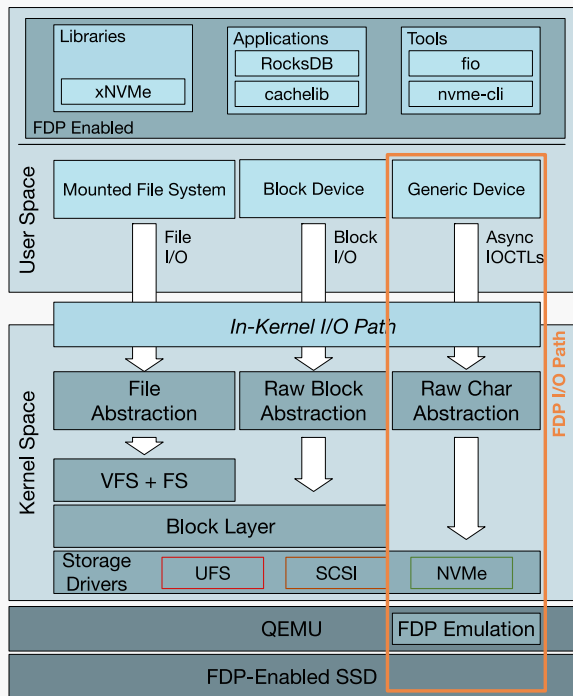 Libraries
xNVMe
Applications
RocksDB
cachelib
Tools
fio
nvme-cli
FDP Enabled
User Space
Mounted File System
Block Device
Generic Device
File
I/O
Block
I/O
Async
IOCTLs
In-Kernel I/O Path
FDP I/O Path
Kernel Space
File
Abstraction
Raw Block
Abstraction
Raw Char
Abstraction
VFS + FS
Block Layer
Storage
Drivers
UFS
SCSI
NVMe
QEMU
FDP Emulation
FDP-Enabled SSD